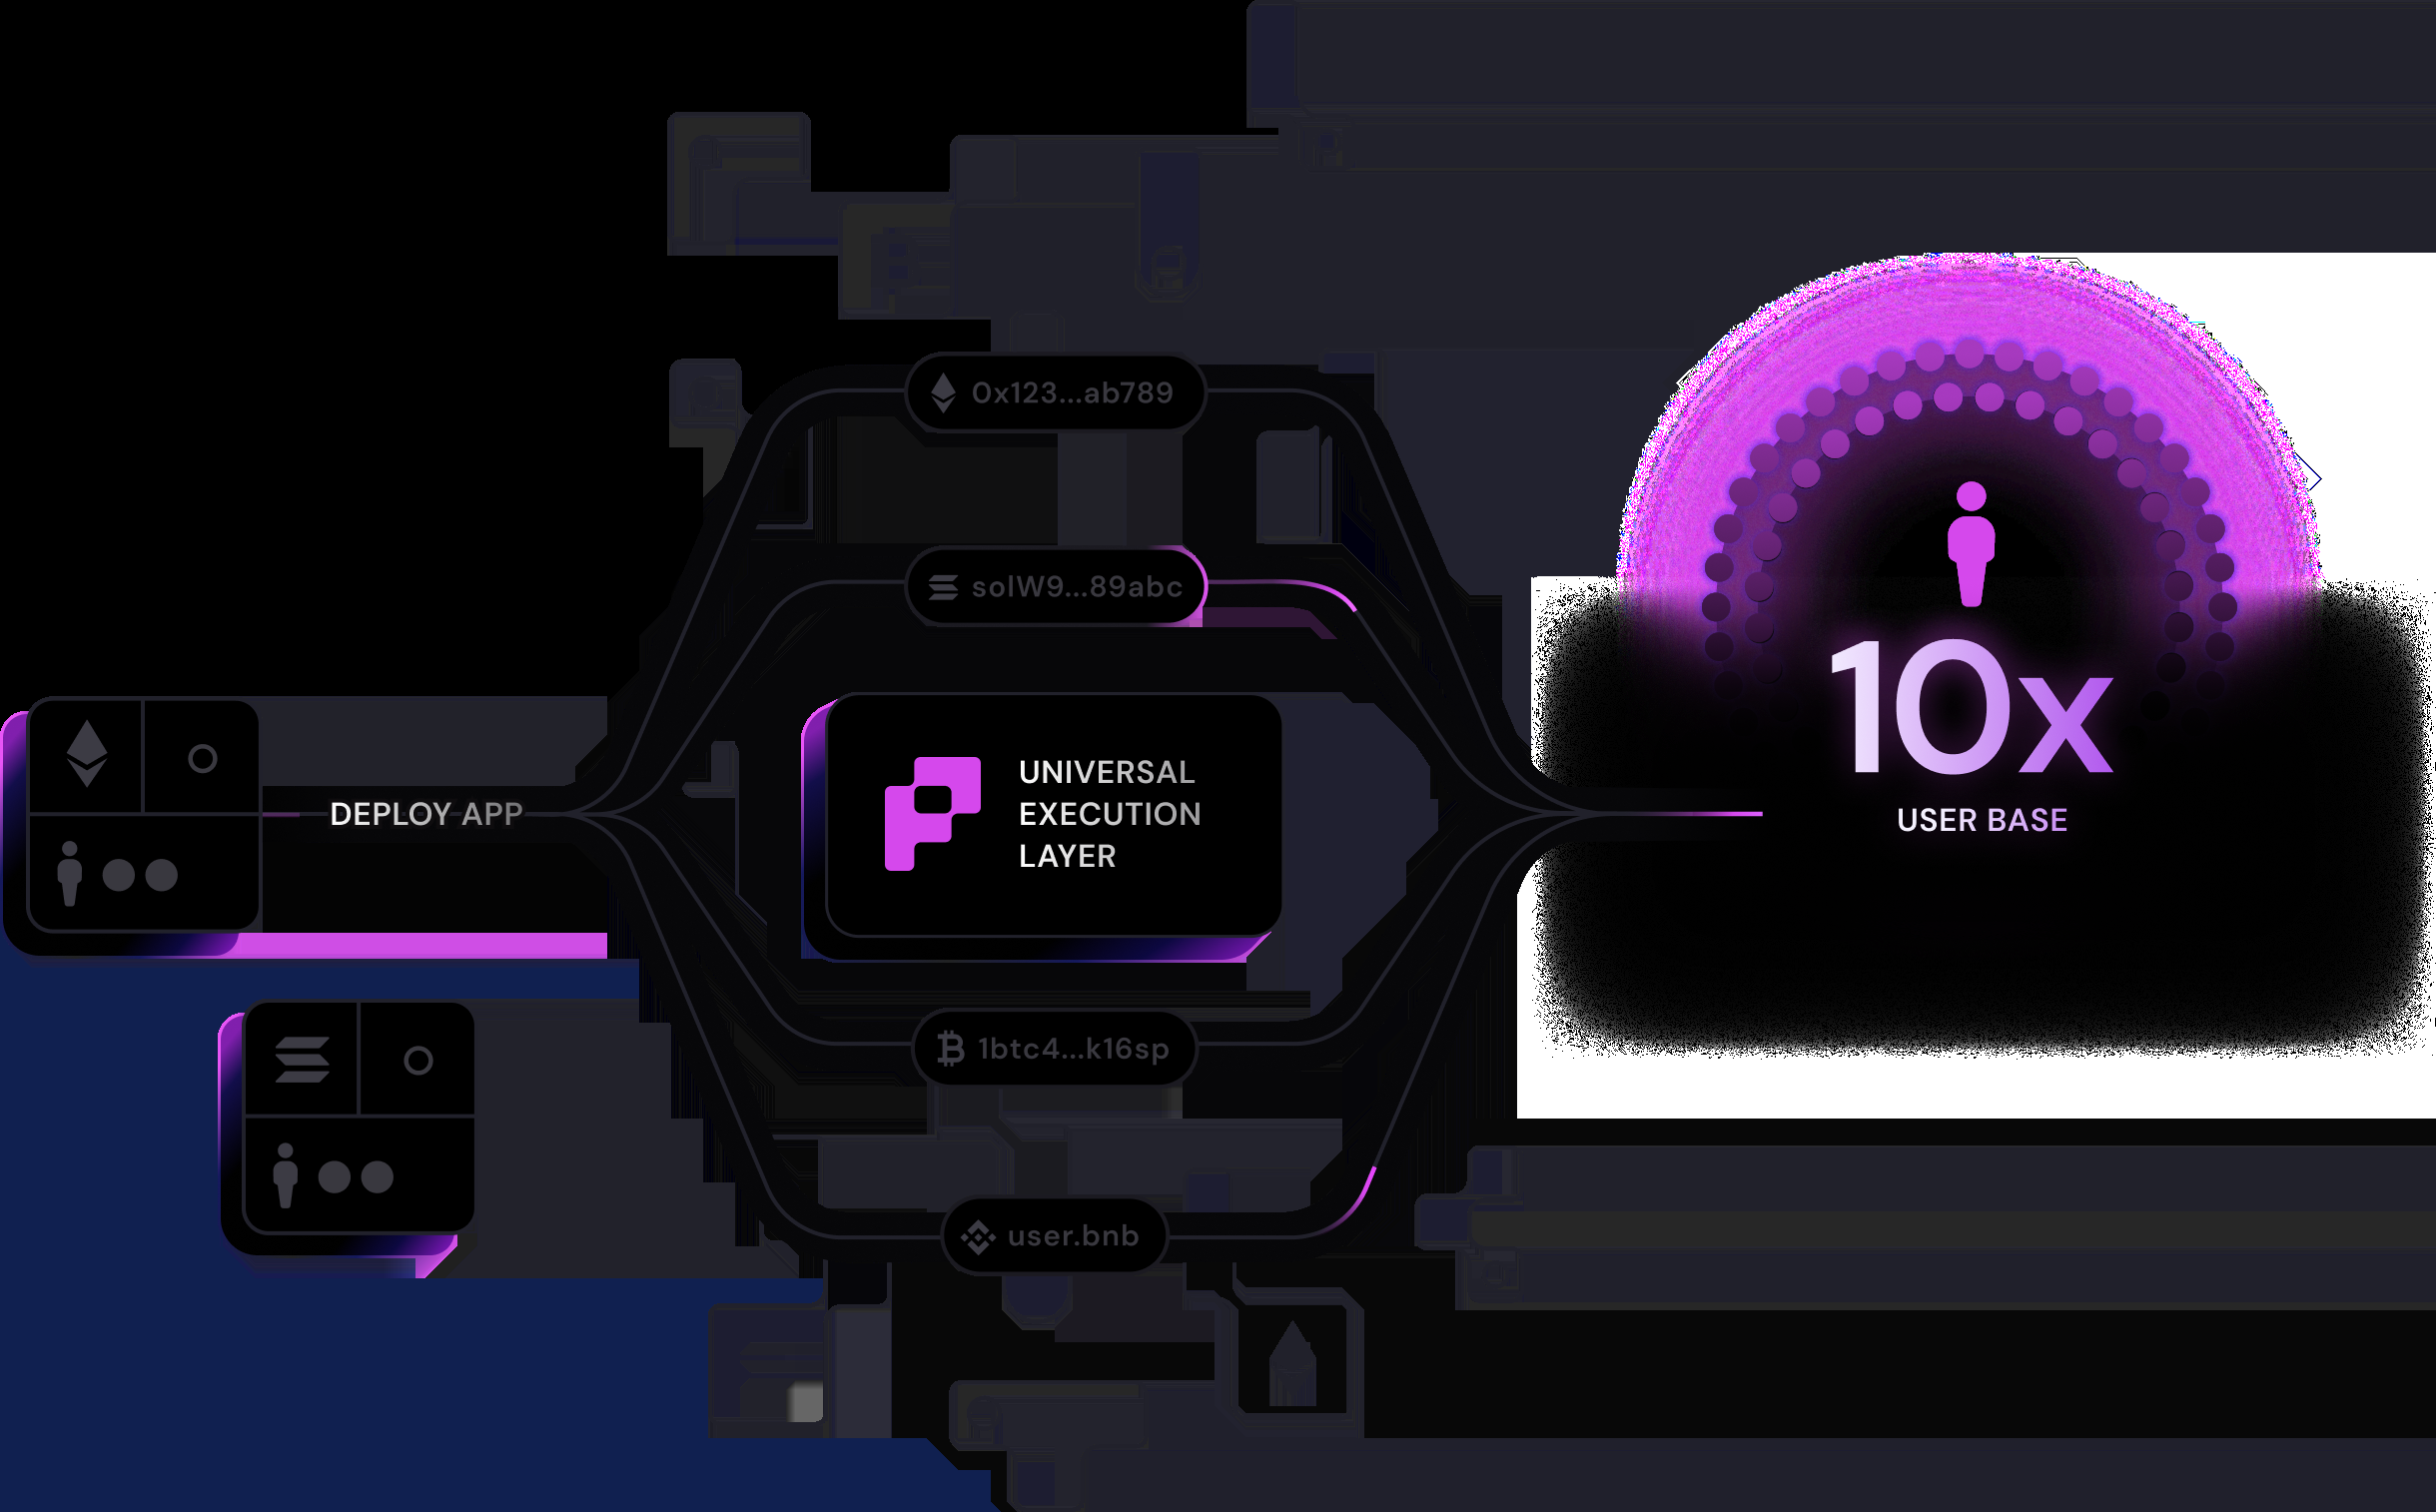 0x123...ab789
solW9...89abc
DEPLOY APP
UNIVERSAL
EXECUTION
LAYER
10x
USER BASE
1btc4...k16sp
user.bnb